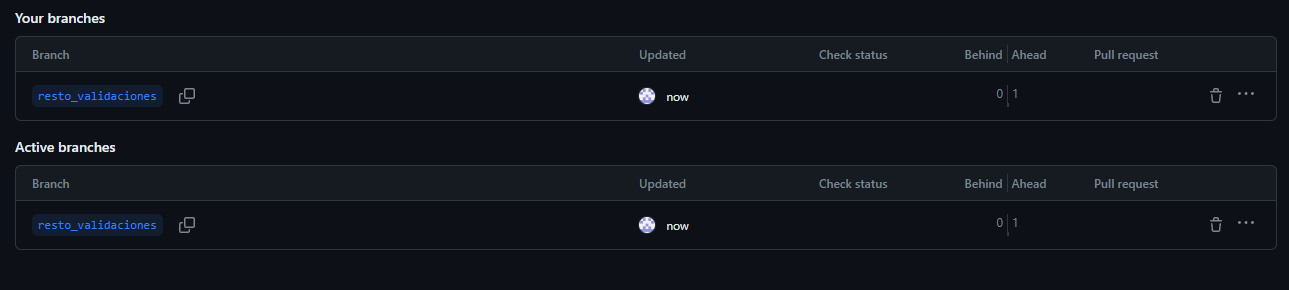 Your branches
Branch Updated Check status Behind Ahead Pull request
resto_validaciones now 0 1
Active branches
Branch Updated Check status Behind Ahead Pull request
resto_validaciones now 0 1